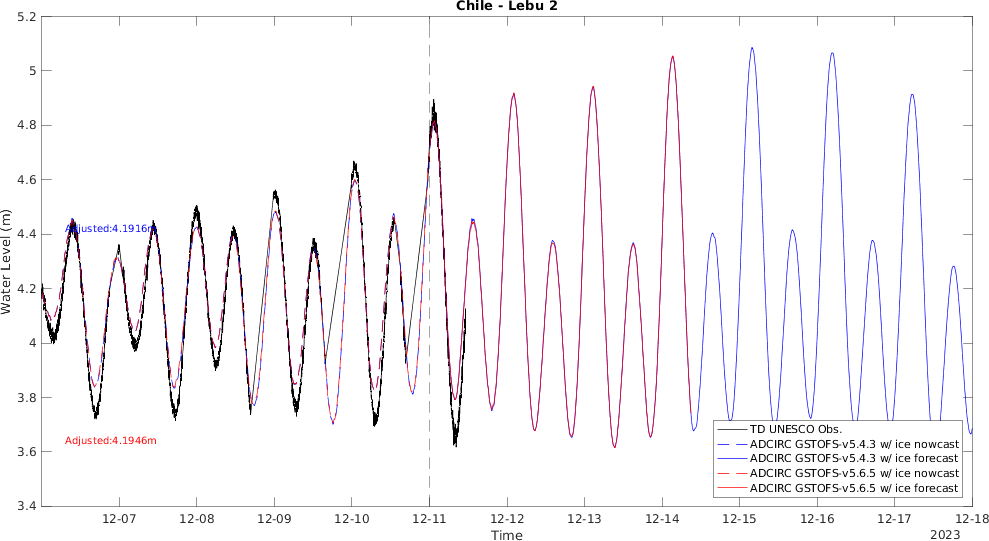 Chile - Lebu 2
5.2
5
4.8
4.6
4.4
4.2
4
3.8
3.6
3.4
Water Level (m)
Adjusted:4.1916m
Adjusted:4.1946m
TD UNESCO Obs.
ADCIRC GSTOFS-v5.4.3 w/ ice nowcast
ADCIRC GSTOFS-v5.4.3 w/ ice forecast
ADCIRC GSTOFS-v5.6.5 w/ ice nowcast
ADCIRC GSTOFS-v5.6.5 w/ ice forecast
12-07 12-08 12-09 12-10 12-11 12-12 12-13 12-14 12-15 12-16 12-17 12-18
Time
2023